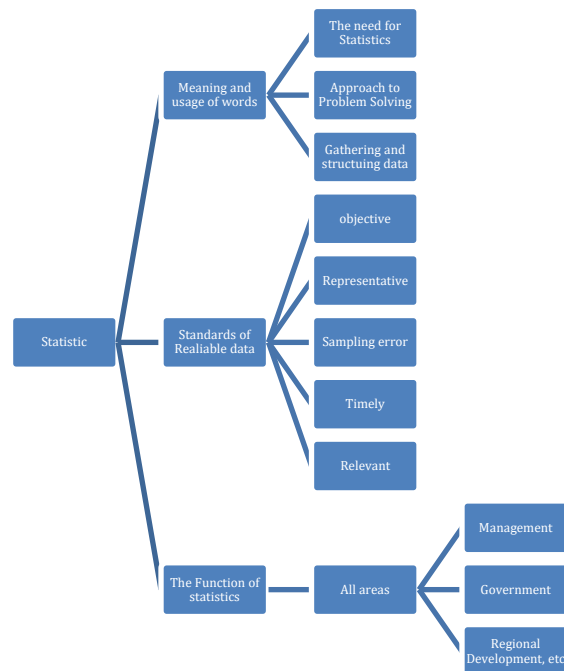 The need for
Statistics
Meaning and
usage of words
Approach to
Problem Solving
Gathering and
structuing data
objective
Representative
Statistic
Standards of
Realiable data
Sampling error
Timely
Relevant
Management
The Function of
statistics
All areas
Government
Regional
Development, etc